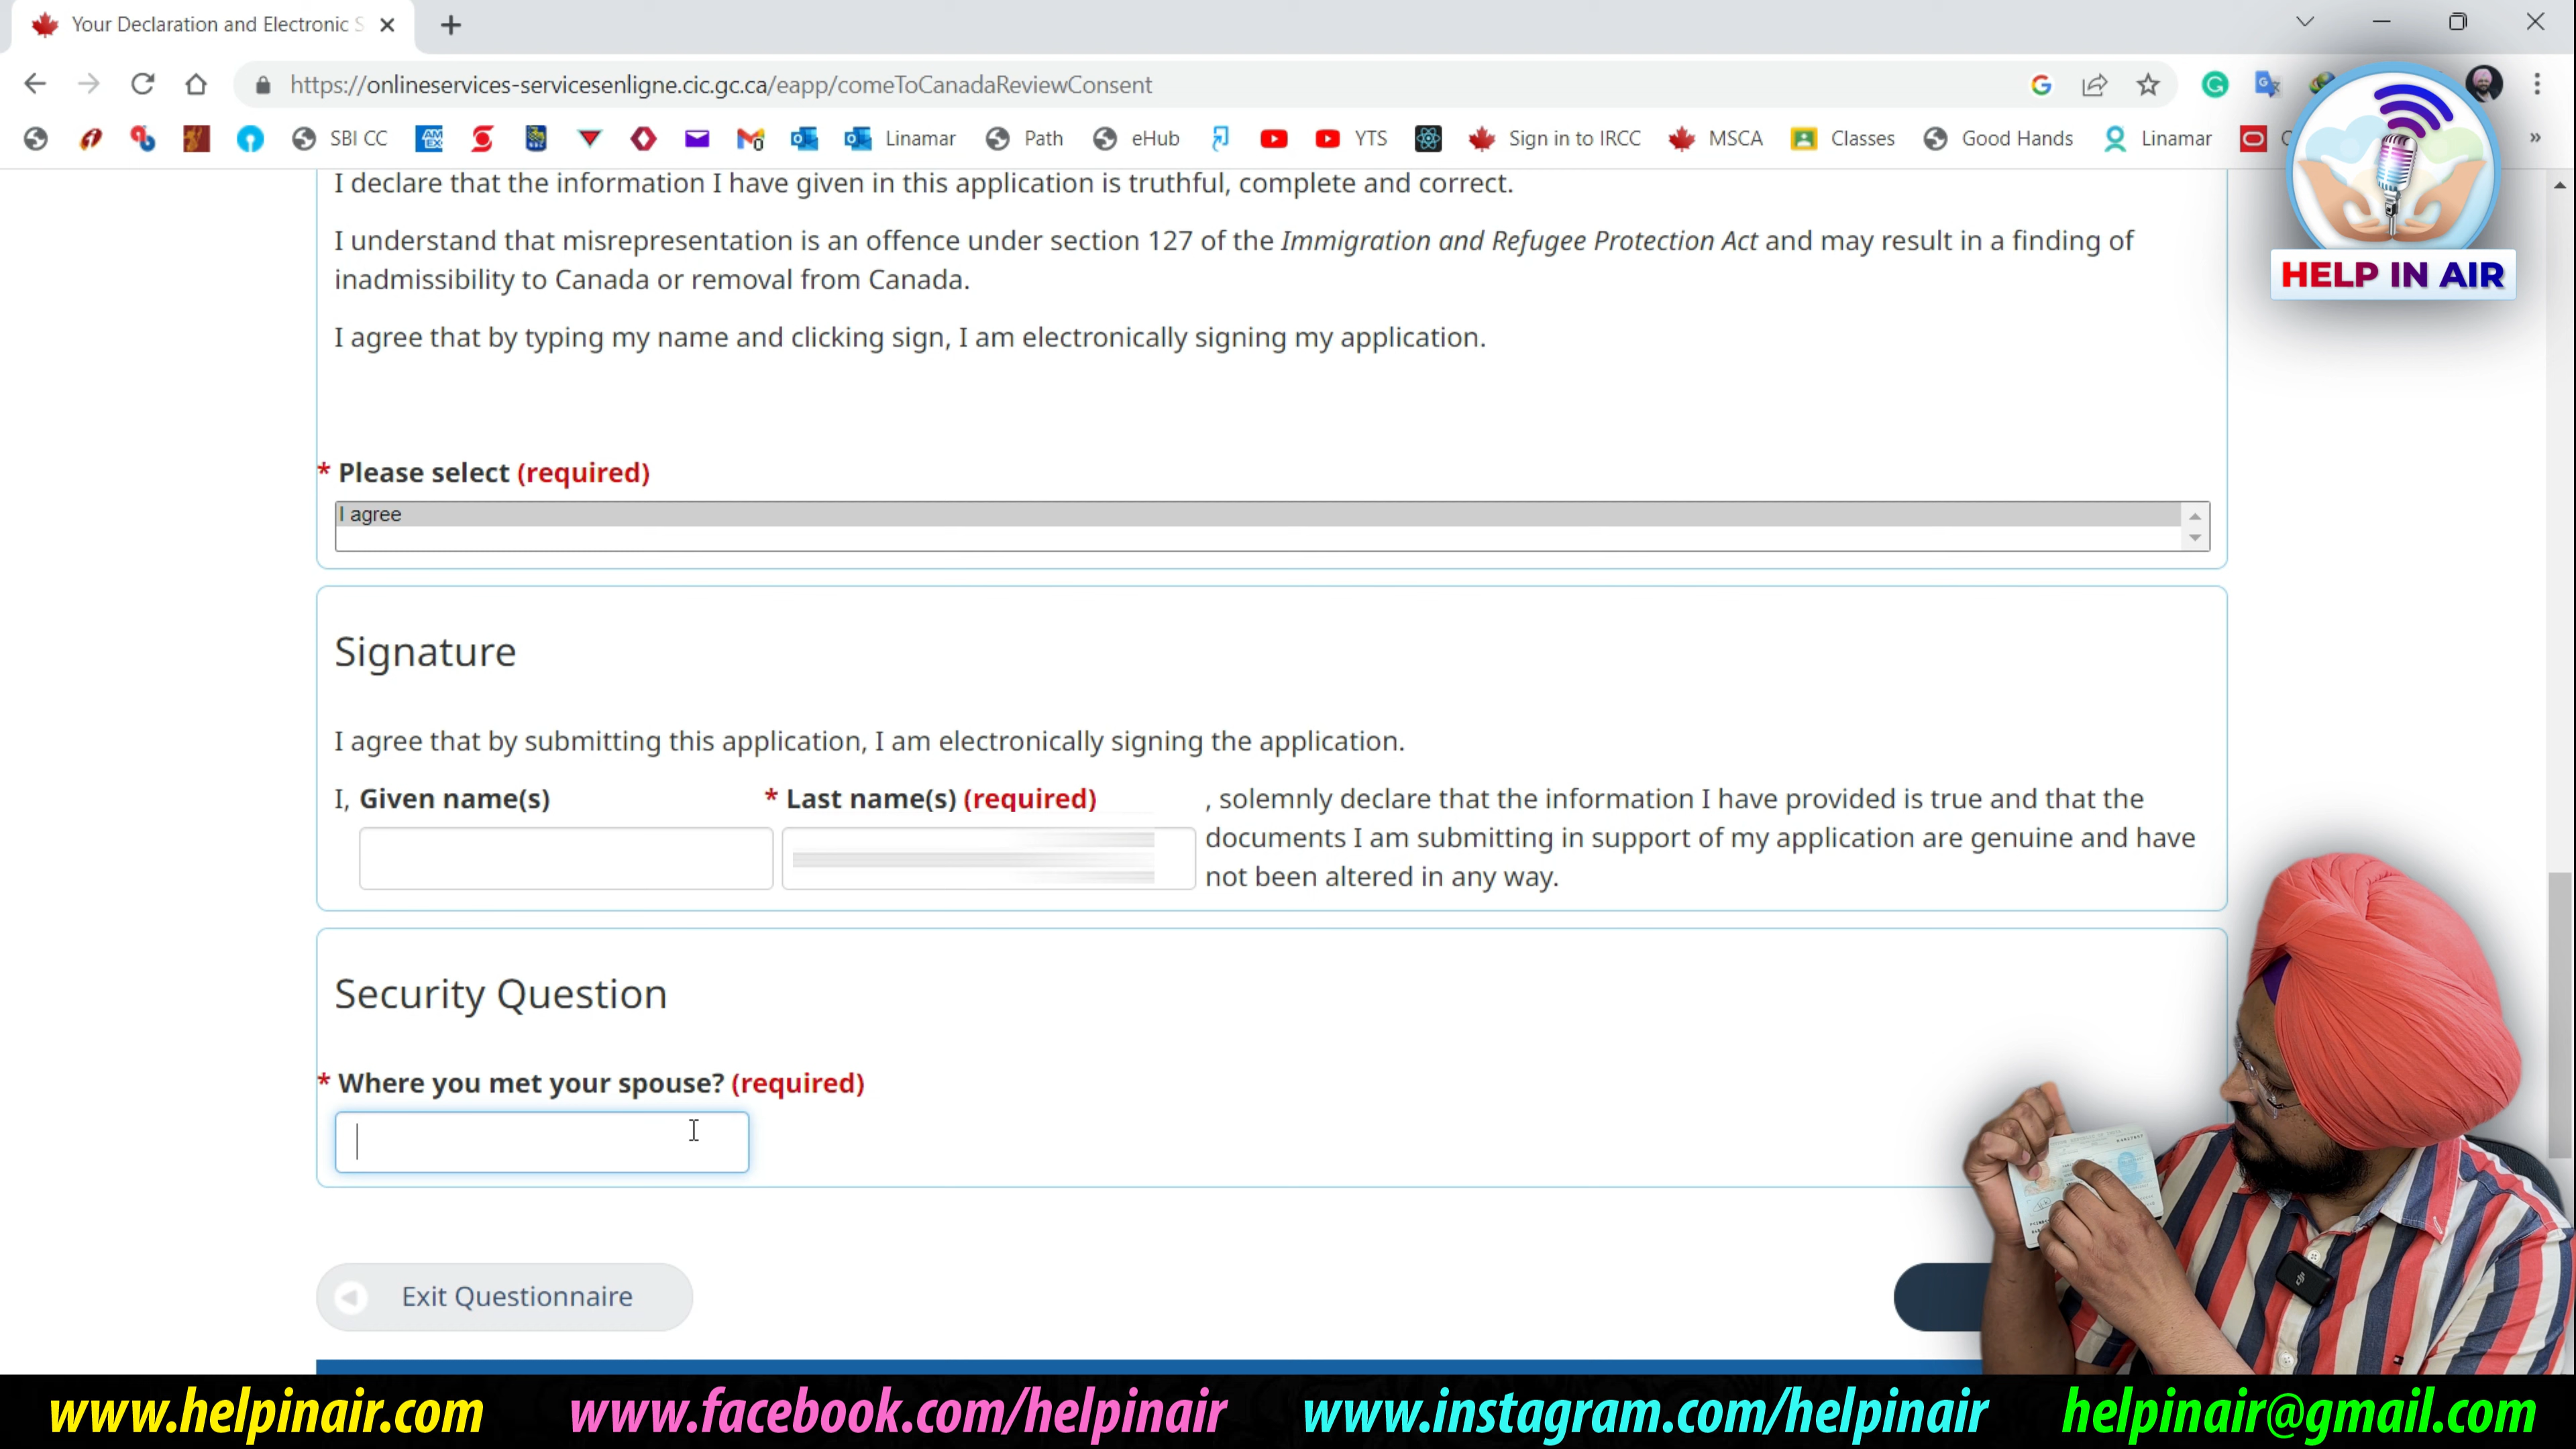 Your Declaration and Electronic S
https://onlineservices-servicesenligne.cic.gc.ca/eapp/comeToCanadaReviewConsent
SBI CC
Linamar
Path
eHub
YTS
Sign in to IRCC
MSCA
Classes
Good Hands
Linamar
HELP IN AIR
I declare that the information I have given in this application is truthful, complete and correct.
I understand that misrepresentation is an offence under section 127 of the Immigration and Refugee Protection Act and may result in a finding of
inadmissibility to Canada or removal from Canada.
I agree that by typing my name and clicking sign, I am electronically signing my application.
* Please select (required)
I agree
Signature
I agree that by submitting this application, I am electronically signing the application.
I, Given name(s) * Last name(s) (required) , solemnly declare that the information I have provided is true and that the
documents I am submitting in support of my application are genuine and have
not been altered in any way.
Security Question
* Where you met your spouse? (required)
Exit Questionnaire
www.helpinair.com www.facebook.com/helpinair www.instagram.com/helpinair helpinair@gmail.com